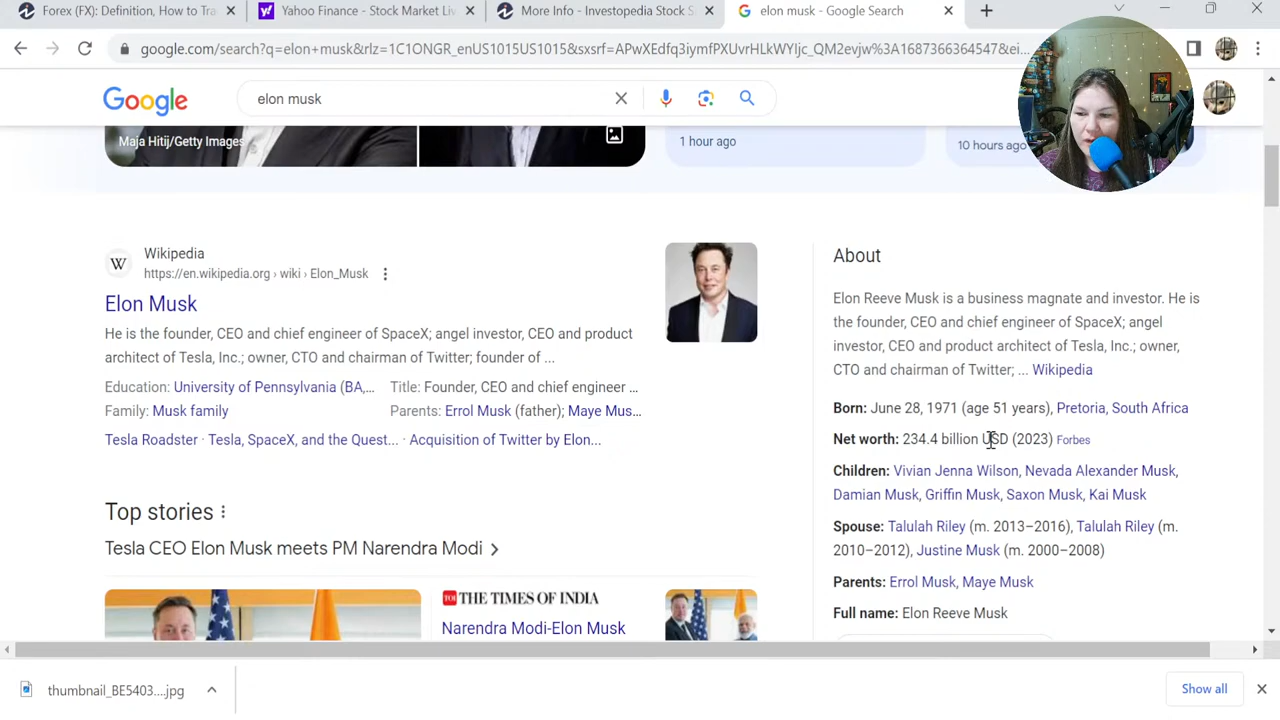 Forex (FX): Definition, How to Tra
Yahoo Finance - Stock Market Liv
More Info - Investopedia Stock S
elon musk - Google Search
google.com/search?q=elon+musk&rlz=1C1ONGR_enUS1015US1015&sxsrf=APwXEdfq3iymfPXUvrHLkWYIjc_QM2evjw%3A1687366364547&ei...
Google
elon musk
Maja Hitij/Getty Images
1 hour ago
10 hours ago
W
Wikipedia
https://en.wikipedia.org › wiki › Elon_Musk
Elon Musk
He is the founder, CEO and chief engineer of SpaceX; angel investor, CEO and product
architect of Tesla, Inc.; owner, CTO and chairman of Twitter; founder of ...
Education: University of Pennsylvania (BA,... Title: Founder, CEO and chief engineer ...
Family: Musk family Parents: Errol Musk (father); Maye Mus...
Tesla Roadster · Tesla, SpaceX, and the Quest... · Acquisition of Twitter by Elon...
Top stories
Tesla CEO Elon Musk meets PM Narendra Modi
TOI THE TIMES OF INDIA
Narendra Modi-Elon Musk
About
Elon Reeve Musk is a business magnate and investor. He is
the founder, CEO and chief engineer of SpaceX; angel
investor, CEO and product architect of Tesla, Inc.; owner,
CTO and chairman of Twitter; ... Wikipedia
Born: June 28, 1971 (age 51 years), Pretoria, South Africa
Net worth: 234.4 billion USD (2023) Forbes
Children: Vivian Jenna Wilson, Nevada Alexander Musk,
Damian Musk, Griffin Musk, Saxon Musk, Kai Musk
Spouse: Talulah Riley (m. 2013–2016), Talulah Riley (m.
2010–2012), Justine Musk (m. 2000–2008)
Parents: Errol Musk, Maye Musk
Full name: Elon Reeve Musk
thumbnail_BE5403....jpg
Show all